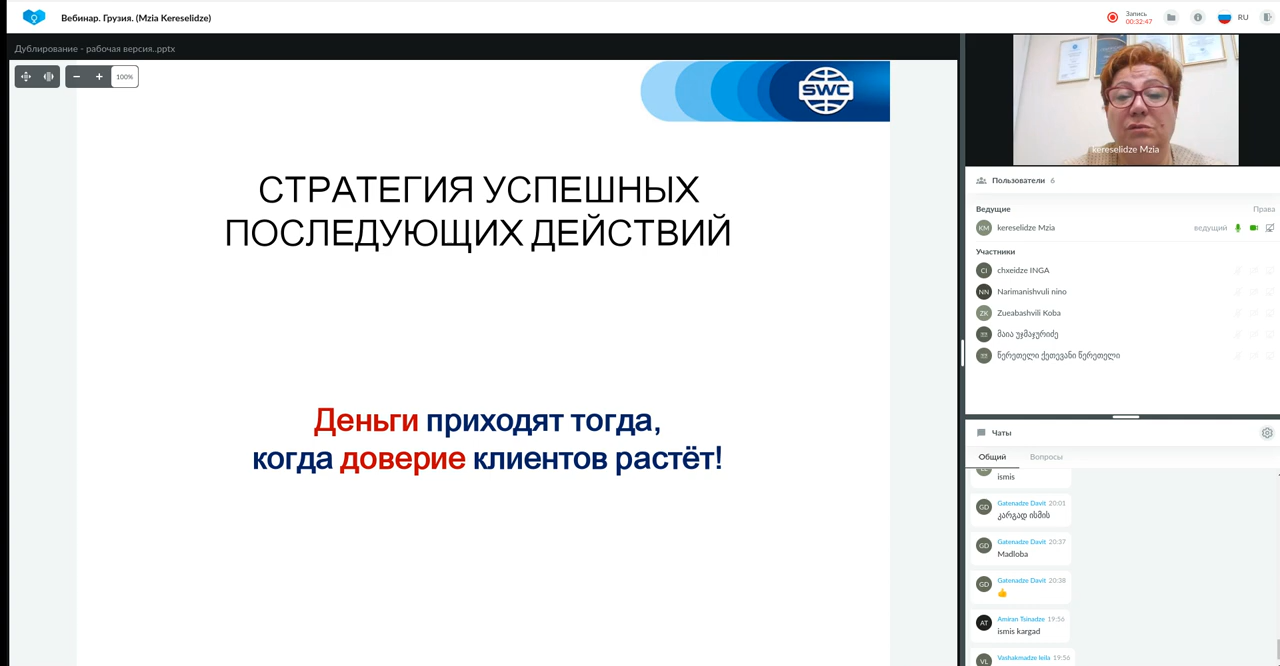 Вебинар. Грузия. (Mzia Kereselidze)
Запись
00:32:47
RU
Дублирование - рабочая версия..pptx
100%
SWC
СТРАТЕГИЯ УСПЕШНЫХ
ПОСЛЕДУЮЩИХ ДЕЙСТВИЙ
Деньги приходят тогда,
когда доверие клиентов растёт!
kereselidze Mzia
Пользователи 6
Ведущие Права
KM kereselidze Mzia ведущий
Участники
CI chxeidze INGA
NN Narimanishvuli nino
ZK Zueabashvili Koba
მაია უჯმაჯურიძე
წერეთელი ქეთევანი წერეთელი
Чаты
Общий Вопросы
ismis
GD Gatenadze Davit 20:01
კარგად ისმის
GD Gatenadze Davit 20:37
Madloba
GD Gatenadze Davit 20:38
👍
AT Amiran Tsinadze 19:56
ismis kargad
VL Vashakmadze leila 19:56